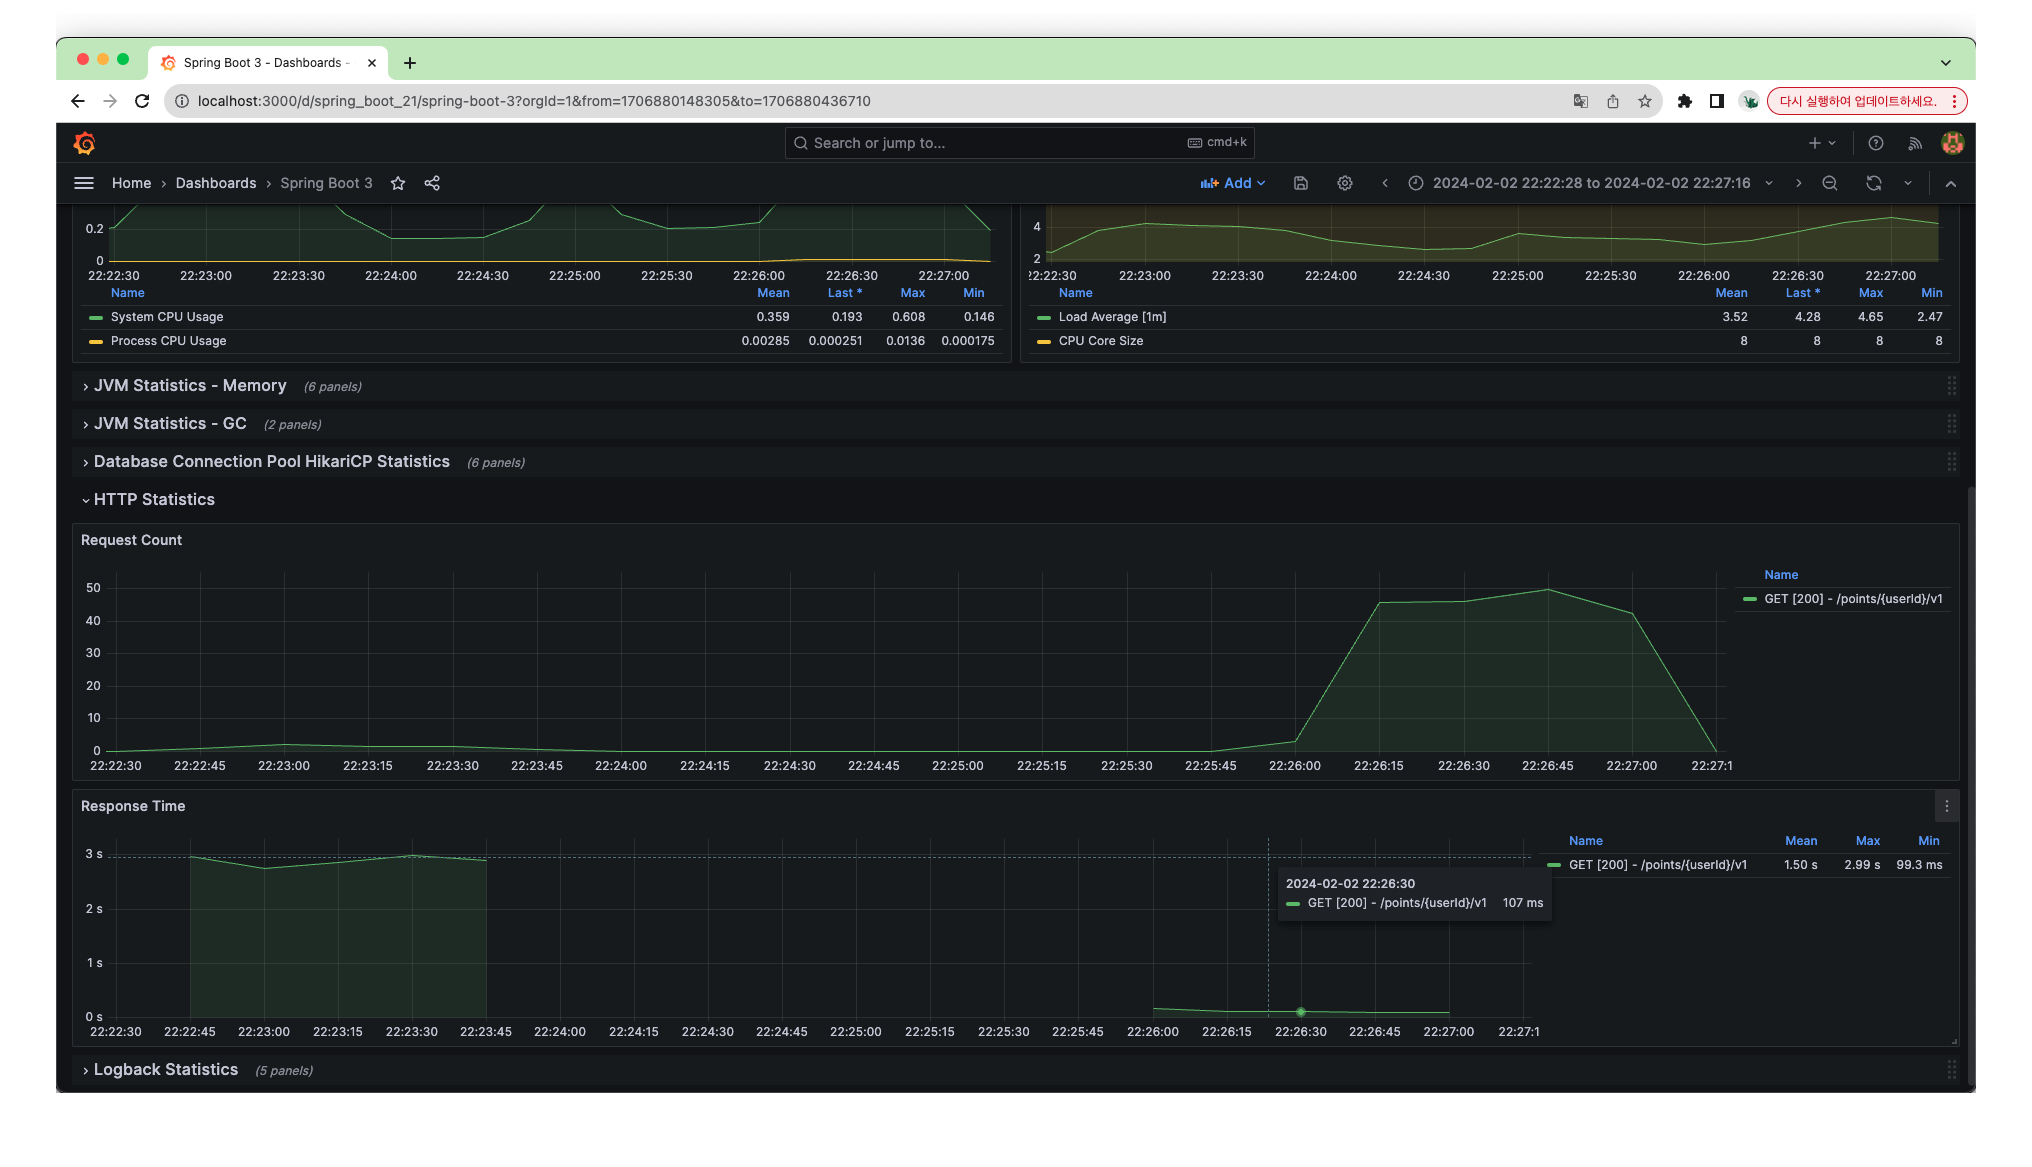 Spring Boot 3 - Dashboards -
localhost:3000/d/spring_boot_21/spring-boot-3?orgId=1&from=1706880148305&to=1706880436710
다시 실행하여 업데이트하세요.
Search or jump to...
cmd+k
Home › Dashboards › Spring Boot 3
Add
2024-02-02 22:22:28 to 2024-02-02 22:27:16
0.2
0
22:22:30 22:23:00 22:23:30 22:24:00 22:24:30 22:25:00 22:25:30 22:26:00 22:26:30 22:27:00
Name Mean Last * Max Min
System CPU Usage 0.359 0.193 0.608 0.146
Process CPU Usage 0.00285 0.000251 0.0136 0.000175
4
2
22:22:30 22:23:00 22:23:30 22:24:00 22:24:30 22:25:00 22:25:30 22:26:00 22:26:30 22:27:00
Name Mean Last * Max Min
Load Average [1m] 3.52 4.28 4.65 2.47
CPU Core Size 8 8 8 8
JVM Statistics - Memory (6 panels)
JVM Statistics - GC (2 panels)
Database Connection Pool HikariCP Statistics (6 panels)
HTTP Statistics
Request Count
50
40
30
20
10
0
22:22:30 22:22:45 22:23:00 22:23:15 22:23:30 22:23:45 22:24:00 22:24:15 22:24:30 22:24:45 22:25:00 22:25:15 22:25:30 22:25:45 22:26:00 22:26:15 22:26:30 22:26:45 22:27:00 22:27:1
Name
GET [200] - /points/{userId}/v1
Response Time
3 s
2 s
1 s
0 s
22:22:30 22:22:45 22:23:00 22:23:15 22:23:30 22:23:45 22:24:00 22:24:15 22:24:30 22:24:45 22:25:00 22:25:15 22:25:30 22:25:45 22:26:00 22:26:15 22:26:30 22:26:45 22:27:00 22:27:1
2024-02-02 22:26:30
GET [200] - /points/{userId}/v1 107 ms
Name Mean Max Min
GET [200] - /points/{userId}/v1 1.50 s 2.99 s 99.3 ms
Logback Statistics (5 panels)